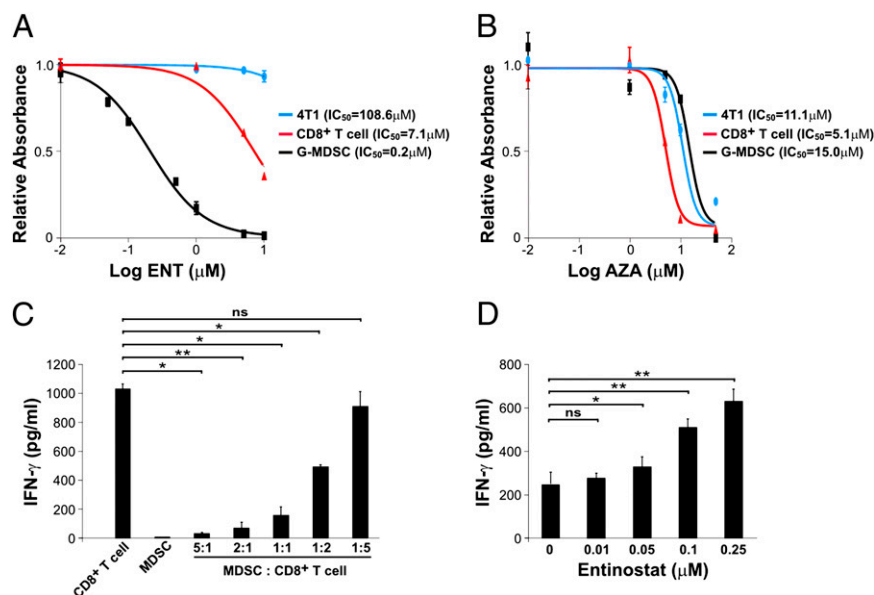 A
Relative Absorbance
1.0
0.5
0
-2
-1
0
1
Log ENT (μM)
4T1 (IC50=108.6μM)
CD8+ T cell (IC50=7.1μM)
G-MDSC (IC50=0.2μM)
B
Relative Absorbance
1.0
0.5
0
-2
-1
0
1
2
Log AZA (μM)
4T1 (IC50=11.1μM)
CD8+ T cell (IC50=5.1μM)
G-MDSC (IC50=15.0μM)
C
ns
*
*
**
*
IFN-γ (pg/ml)
1200
1000
800
600
400
200
0
CD8+ T cell
MDSC
5:1
2:1
1:1
1:2
1:5
MDSC : CD8+ T cell
D
**
**
*
ns
IFN-γ (pg/ml)
800
600
400
200
0
0
0.01
0.05
0.1
0.25
Entinostat (μM)